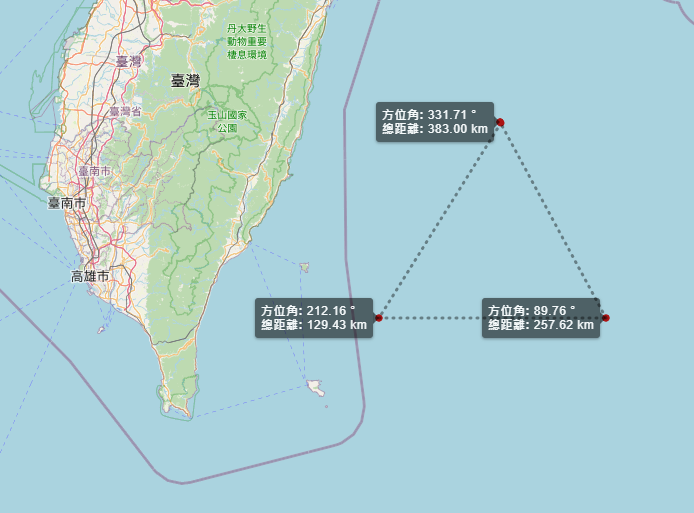 丹大野生
動物重要
棲息環境
臺灣
臺灣
臺灣省
玉山國家
公園
方位角: 331.71 °
總距離: 383.00 km
臺南市
臺南市
高雄市
方位角: 212.16 °
總距離: 129.43 km
方位角: 89.76 °
總距離: 257.62 km